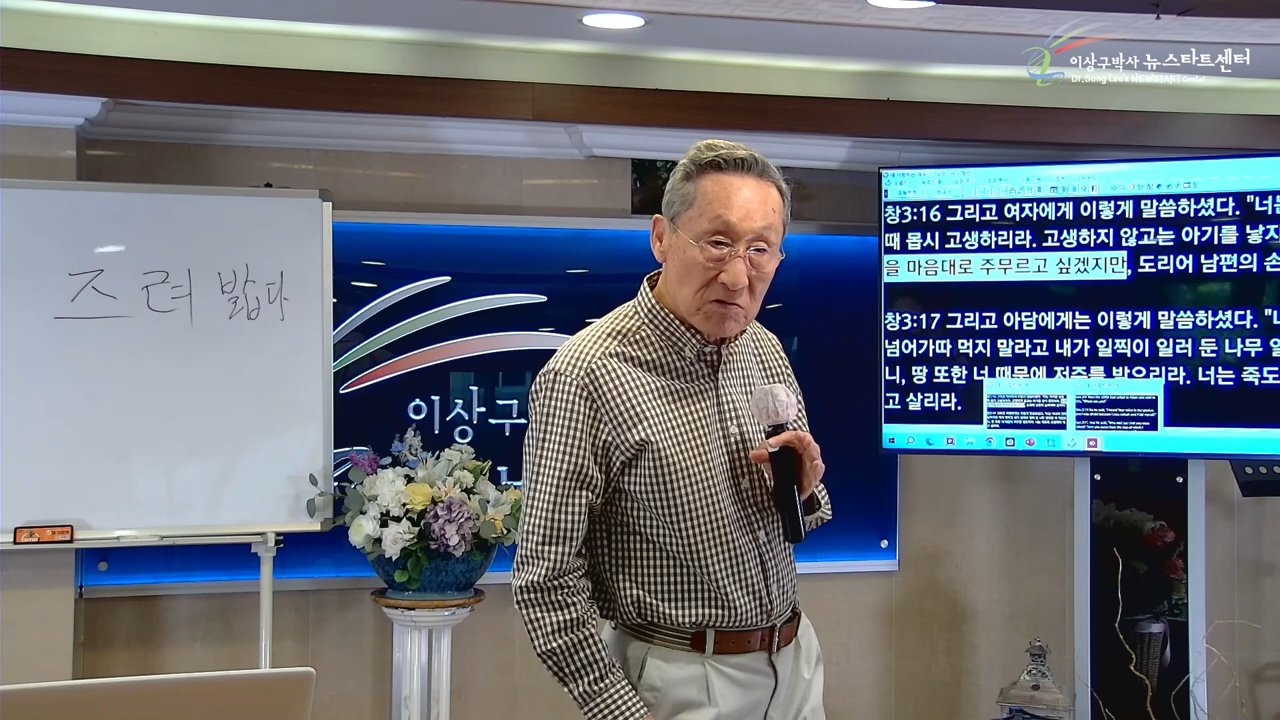 이상구박사 뉴스타트센터
Dr. Sang Lee's NEWSTART Center
즈려 밟다
이상구
창3:16 그리고 여자에게 이렇게 말씀하셨다. "너는
때 몹시 고생하리라. 고생하지 않고는 아기를 낳지
을 마음대로 주무르고 싶겠지만, 도리어 남편의 손
창3:17 그리고 아담에게는 이렇게 말씀하셨다. "너
넘어가따 먹지 말라고 내가 일찍이 일러 둔 나무 열
니, 땅 또한 너 때문에 저주를 받으리라. 너는 죽도
고 살리라.